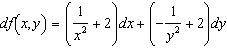 df(x,y) = (1/x² + 2)dx + (-1/y² + 2)dy